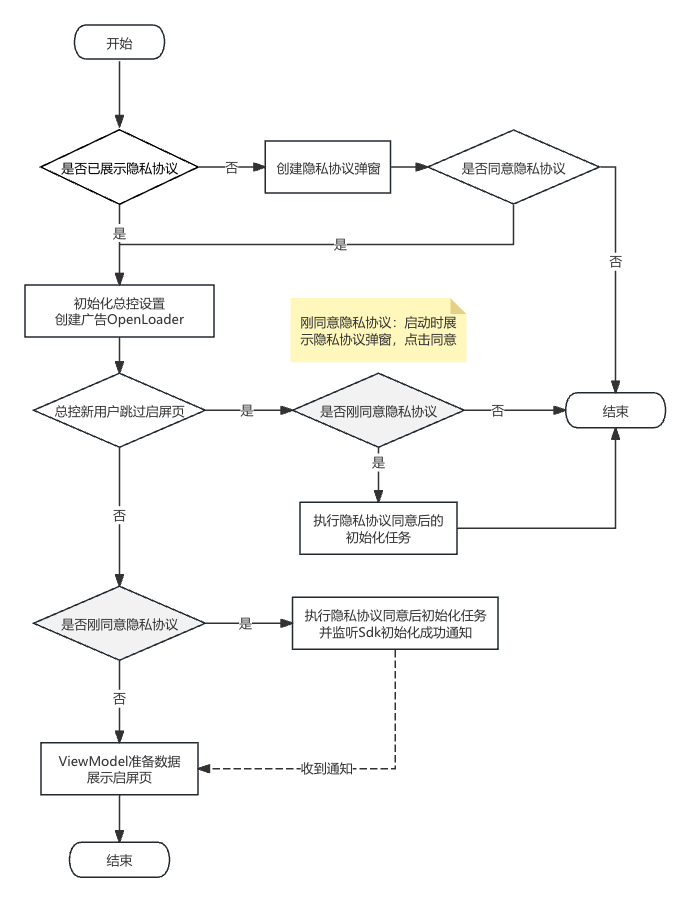 开始
是否已展示隐私协议
否
创建隐私协议弹窗
是否同意隐私协议
是
是
否
初始化总控设置
创建广告OpenLoader
刚同意隐私协议：启动时展
示隐私协议弹窗，点击同意
总控新用户跳过启屏页
是
是否刚同意隐私协议
否
结束
是
执行隐私协议同意后的
初始化任务
否
是否刚同意隐私协议
是
执行隐私协议同意后初始化任务
并监听Sdk初始化成功通知
否
ViewModel准备数据
展示启屏页
收到通知
结束